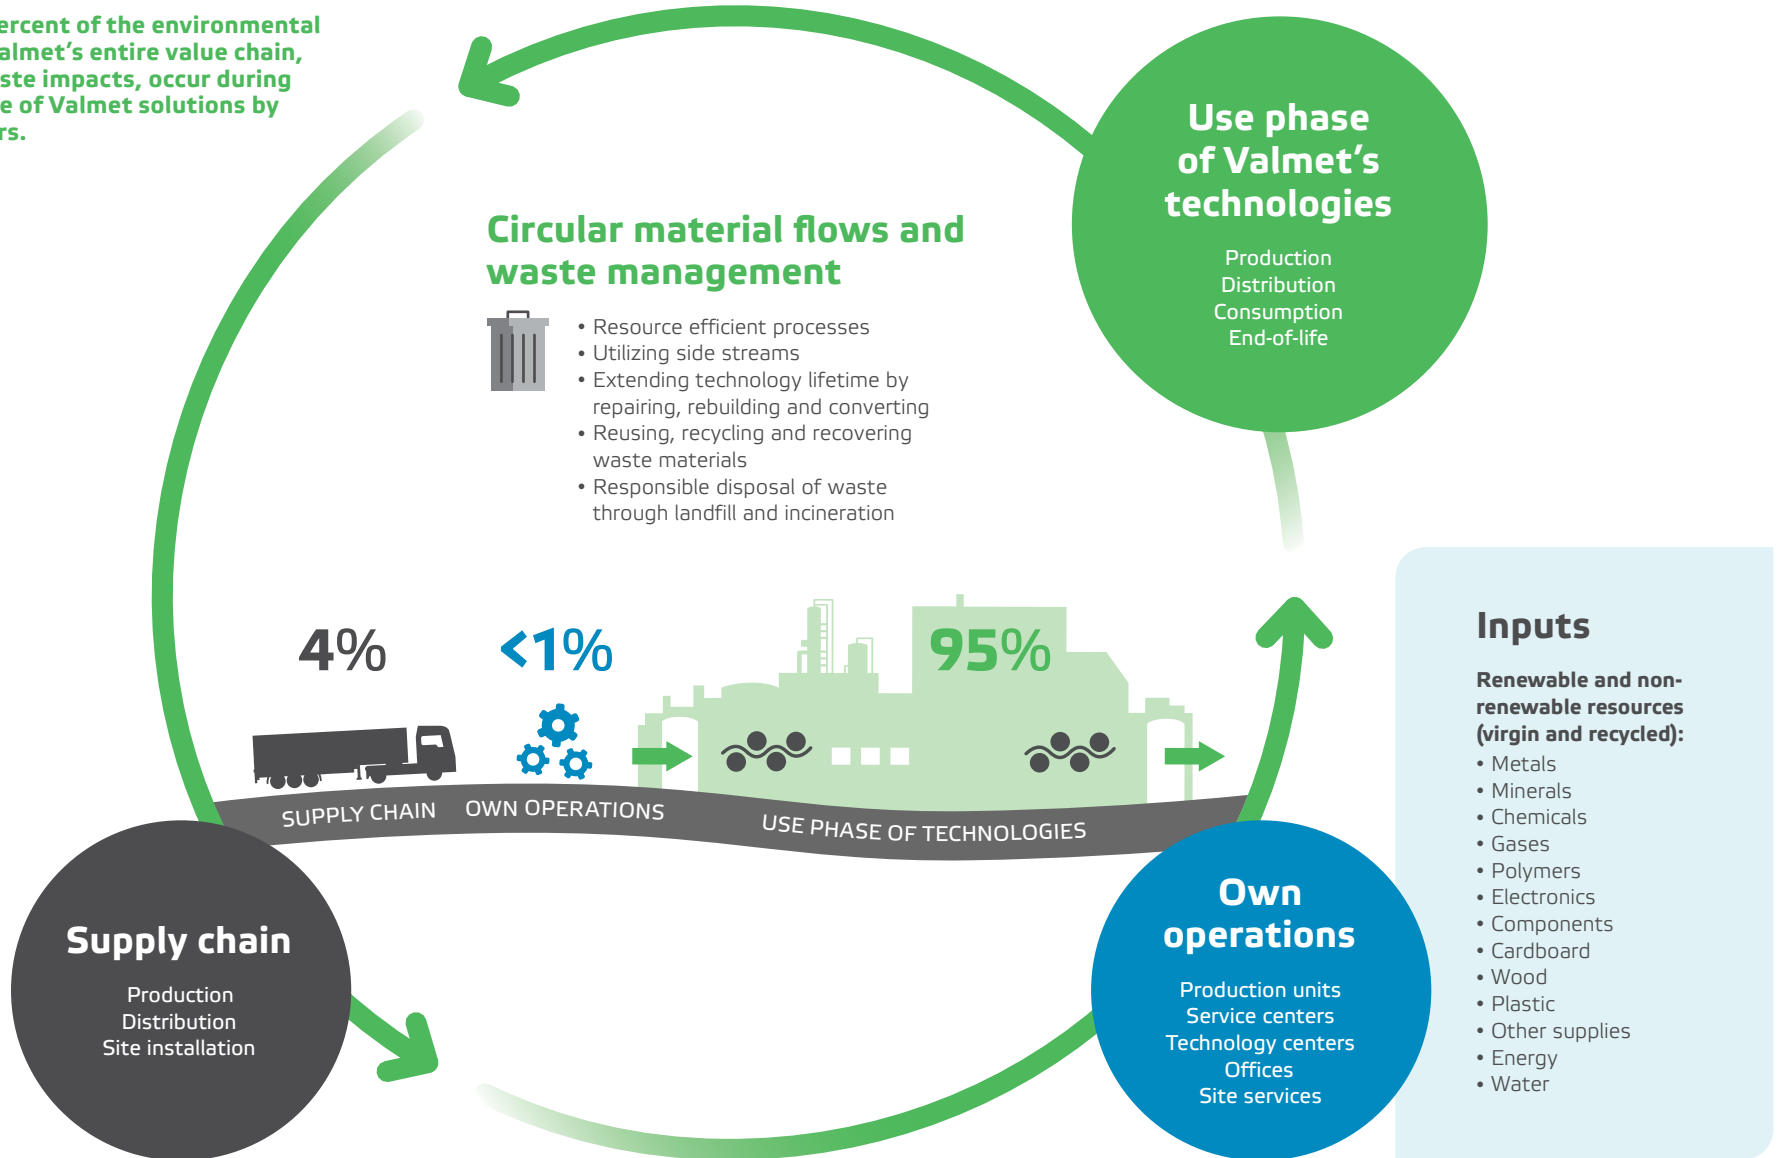 percent of the environmental
Valmet's entire value chain,
impacts, occur during
of Valmet solutions by
Use phase
of Valmet's
technologies
Production
Distribution
Consumption
End-of-life
Circular material flows and
waste management
• Resource efficient processes
• Utilizing side streams
• Extending technology lifetime by
repairing, rebuilding and converting
• Reusing, recycling and recovering
waste materials
• Responsible disposal of waste
through landfill and incineration
4%
<1%
95%
SUPPLY CHAIN
OWN OPERATIONS
USE PHASE OF TECHNOLOGIES
Supply chain
Production
Distribution
Site installation
Own
operations
Production units
Service centers
Technology centers
Offices
Site services
Inputs
Renewable and non-
renewable resources
(virgin and recycled):
• Metals
• Minerals
• Chemicals
• Gases
• Polymers
• Electronics
• Components
• Cardboard
• Wood
• Plastic
• Other supplies
• Energy
• Water